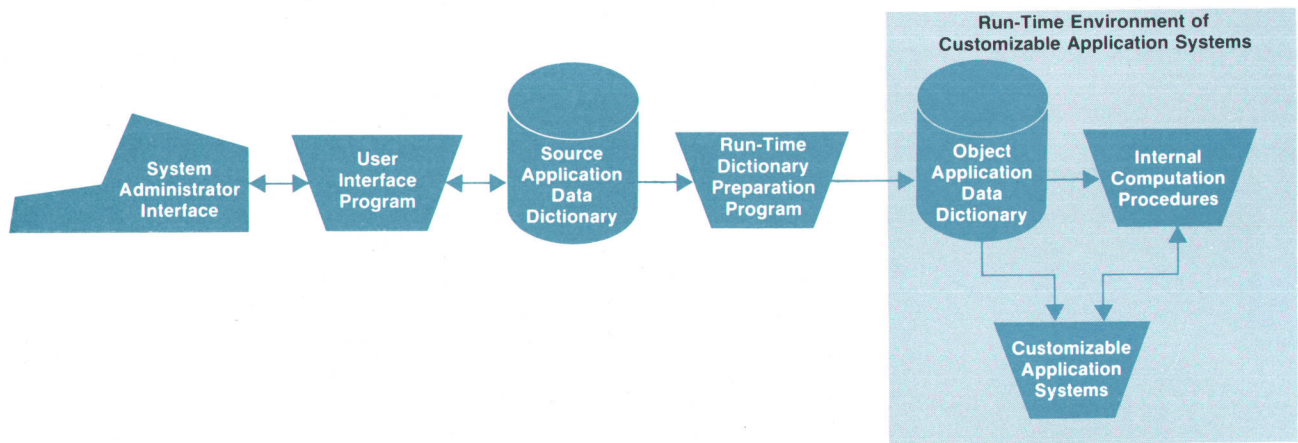 Run-Time Environment of
Customizable Application Systems
System
Administrator
Interface
User
Interface
Program
Source
Application
Data
Dictionary
Run-Time
Dictionary
Preparation
Program
Object
Application
Data
Dictionary
Internal
Computation
Procedures
Customizable
Application
Systems